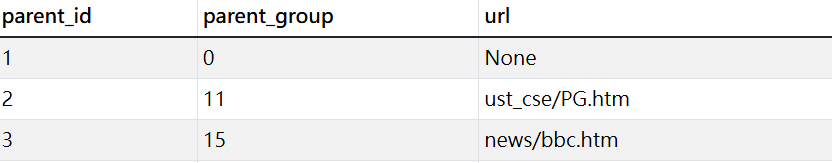 parent_id parent_group url
1 0 None
2 11 ust_cse/PG.htm
3 15 news/bbc.htm